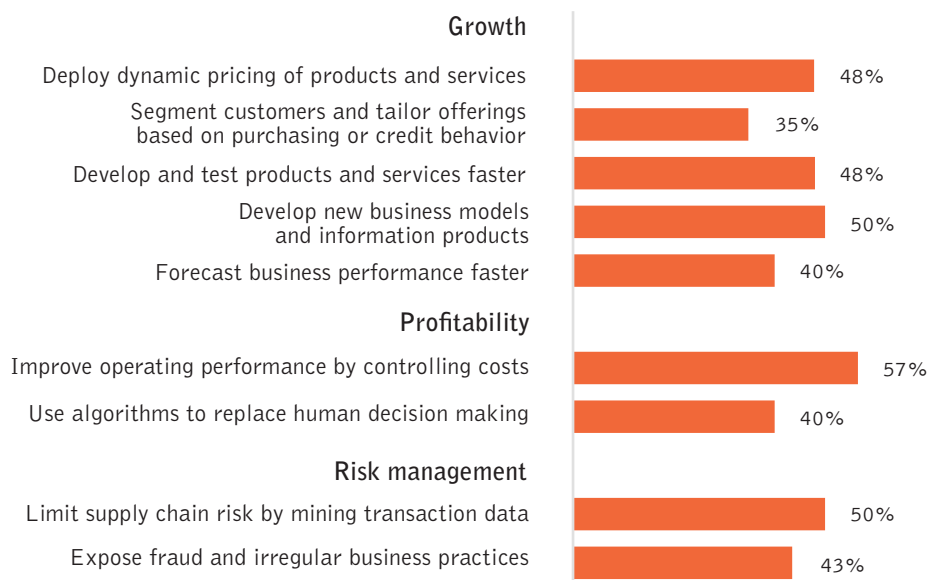 Growth
Deploy dynamic pricing of products and services 48%
Segment customers and tailor offerings
based on purchasing or credit behavior 35%
Develop and test products and services faster 48%
Develop new business models
and information products 50%
Forecast business performance faster 40%
Profitability
Improve operating performance by controlling costs 57%
Use algorithms to replace human decision making 40%
Risk management
Limit supply chain risk by mining transaction data 50%
Expose fraud and irregular business practices 43%